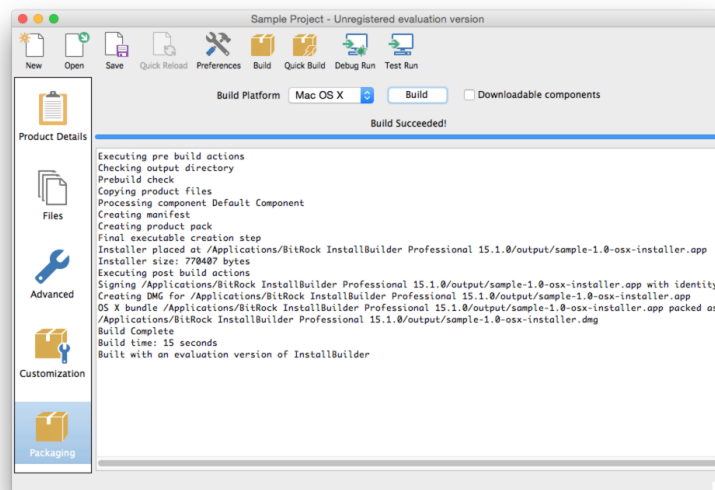 Sample Project - Unregistered evaluation version
New Open Save Quick Reload Preferences Build Quick Build Debug Run Test Run
Build Platform Mac OS X Build Downloadable components
Build Succeeded!
Product Details
Files
Advanced
Customization
Packaging
Executing pre build actions
Checking output directory
Prebuild check
Copying product files
Processing component Default Component
Creating manifest
Creating product pack
Final executable creation step
Installer placed at /Applications/BitRock InstallBuilder Professional 15.1.0/output/sample-1.0-osx-installer.app
Installer size: 770407 bytes
Executing post build actions
Signing /Applications/BitRock InstallBuilder Professional 15.1.0/output/sample-1.0-osx-installer.app with identity
Creating DMG for /Applications/BitRock InstallBuilder Professional 15.1.0/output/sample-1.0-osx-installer.app
OS X bundle /Applications/BitRock InstallBuilder Professional 15.1.0/output/sample-1.0-osx-installer.app packed as
/Applications/BitRock InstallBuilder Professional 15.1.0/output/sample-1.0-osx-installer.dmg
Build Complete
Build time: 15 seconds
Built with an evaluation version of InstallBuilder